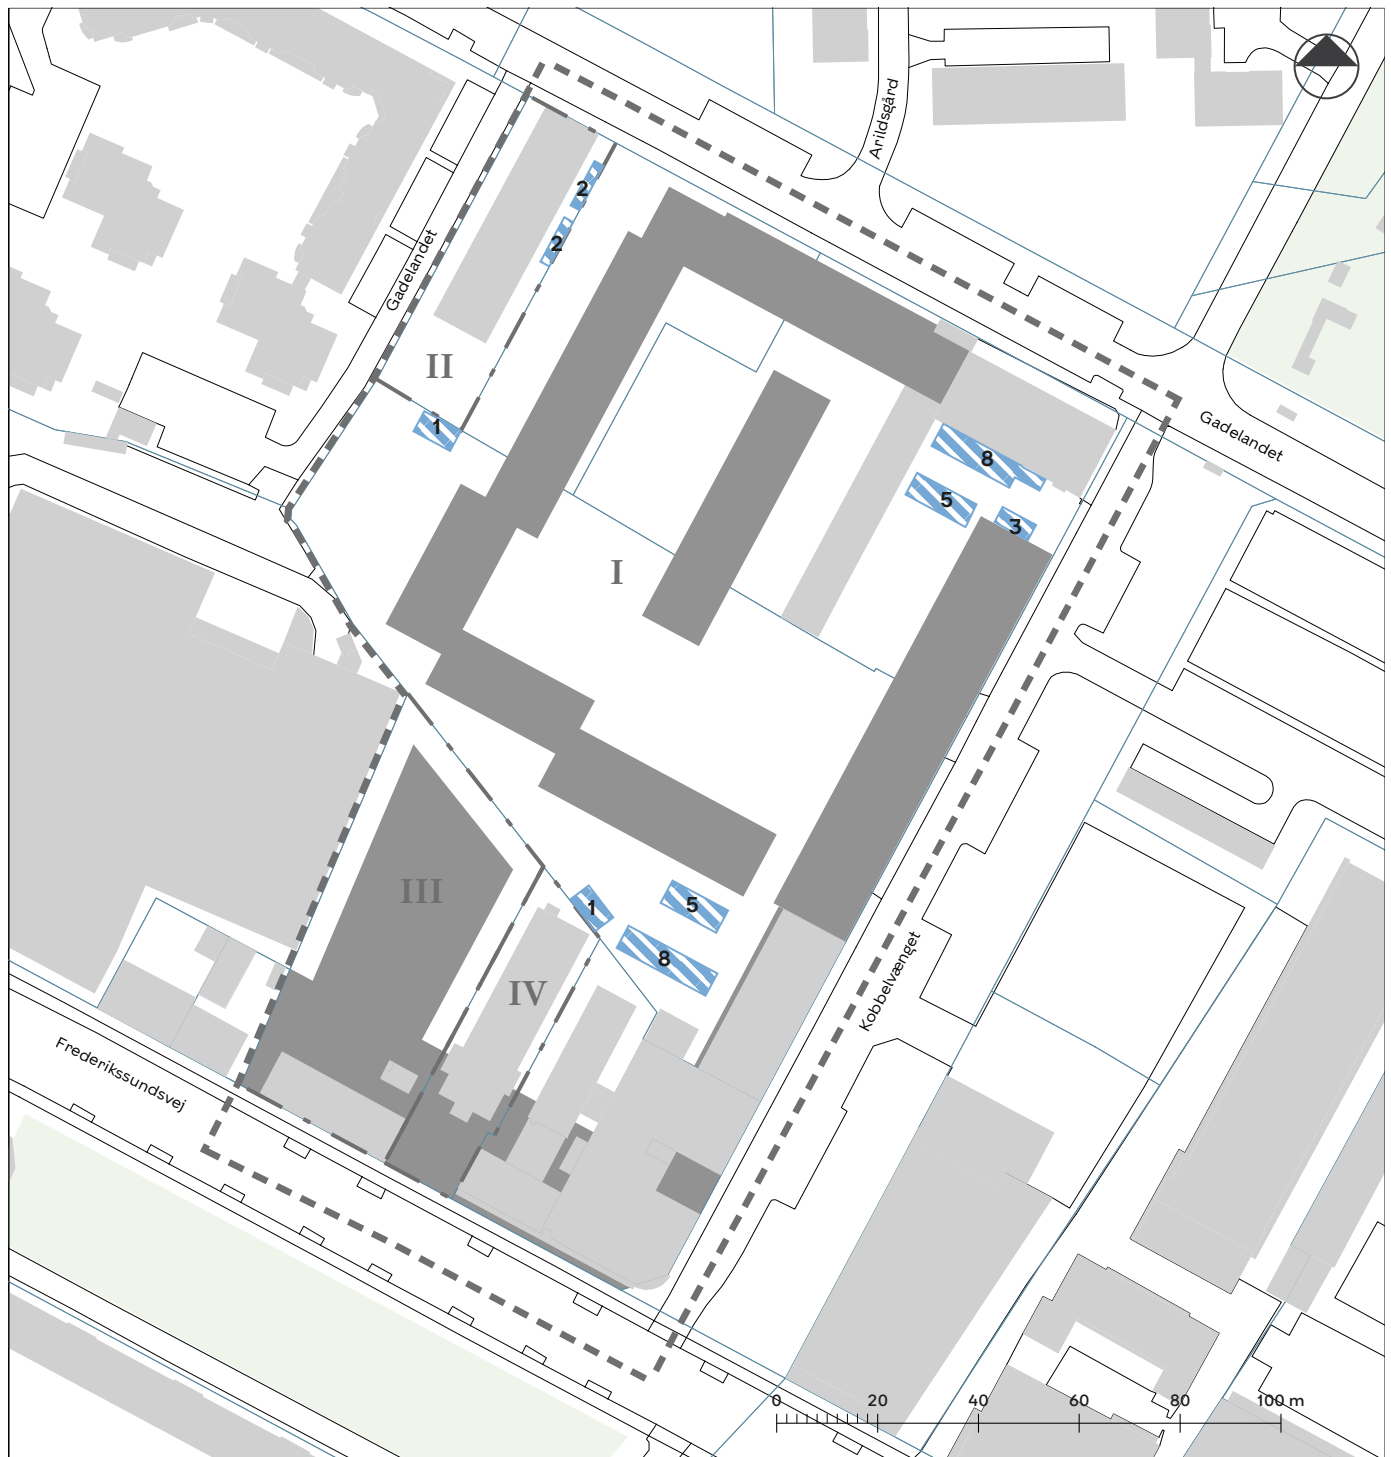 Arildsgård
2
2
Gadelandet
II
1
Gadelandet
8
5
3
I
III
1
5
8
IV
Kobbelvænget
Frederikssundsvej
0 20 40 60 80 100 m